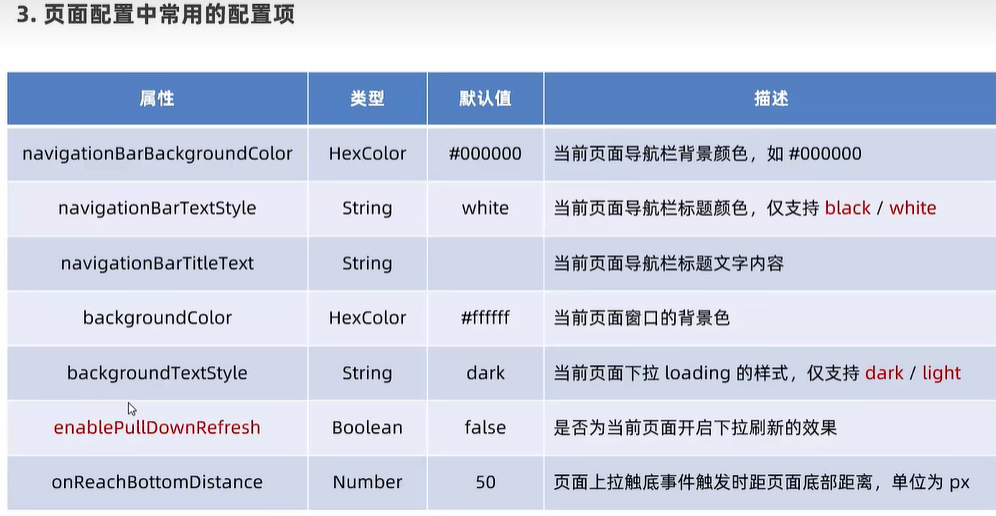 3. 页面配置中常用的配置项
属性 类型 默认值 描述
navigationBarBackgroundColor HexColor #000000 当前页面导航栏背景颜色，如 #000000
navigationBarTextStyle String white 当前页面导航栏标题颜色，仅支持 black / white
navigationBarTitleText String 当前页面导航栏标题文字内容
backgroundColor HexColor #ffffff 当前页面窗口的背景色
backgroundTextStyle String dark 当前页面下拉 loading 的样式，仅支持 dark / light
enablePullDownRefresh Boolean false 是否为当前页面开启下拉刷新的效果
onReachBottomDistance Number 50 页面上拉触底事件触发时距页面底部距离，单位为 px